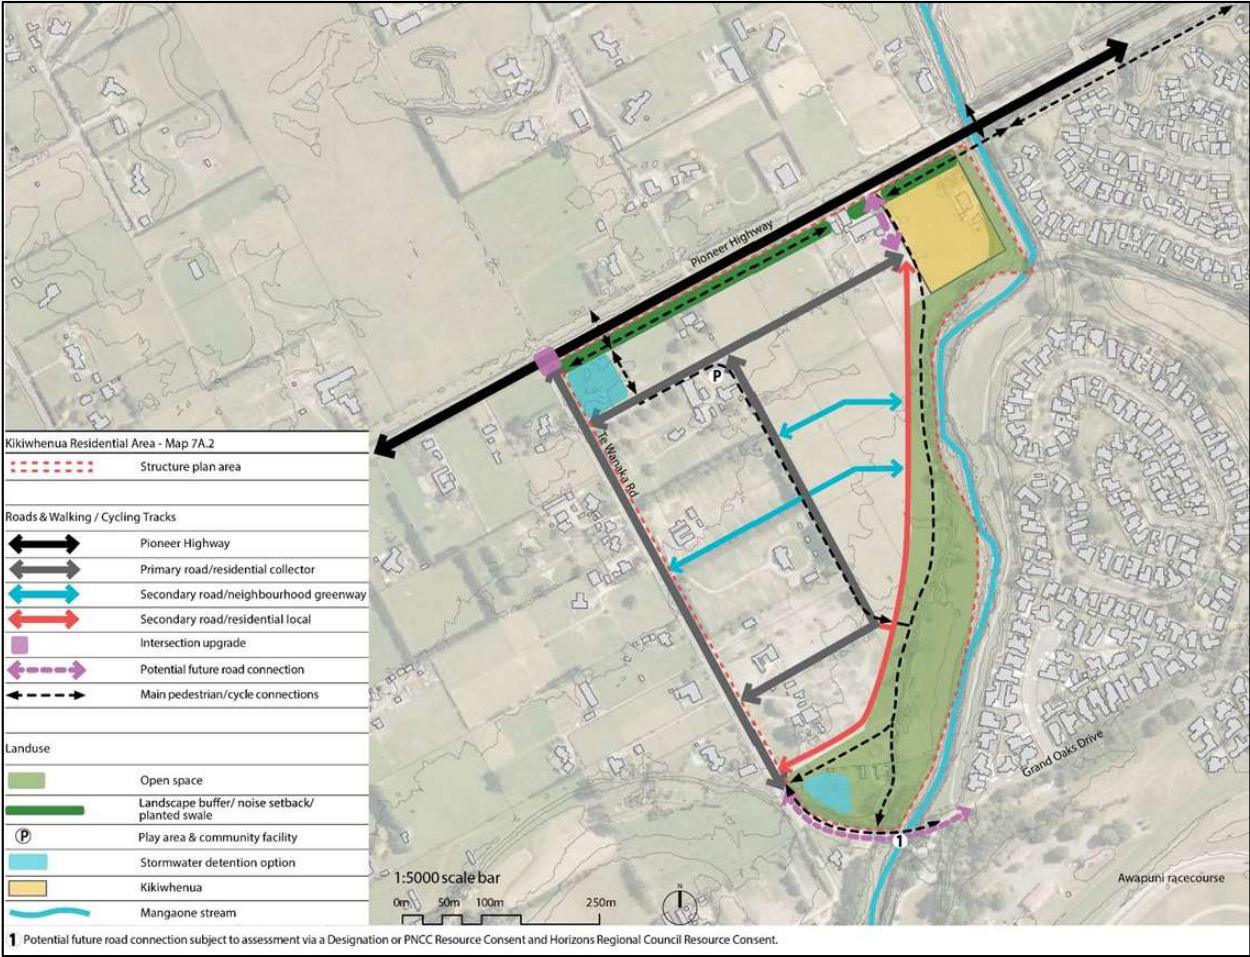 Pioneer Highway
P
Te Wanaka Rd
Grand Oaks Drive
1
Awapuni racecourse
Kikiwhenua Residential Area - Map 7A.2
Structure plan area
Roads & Walking / Cycling Tracks
Pioneer Highway
Primary road/residential collector
Secondary road/neighbourhood greenway
Secondary road/residential local
Intersection upgrade
Potential future road connection
Main pedestrian/cycle connections
Landuse
Open space
Landscape buffer/ noise setback/
planted swale
P Play area & community facility
Stormwater detention option
Kikiwhenua
Mangaone stream
1:5000 scale bar
0m 50m 100m 250m
N
1 Potential future road connection subject to assessment via a Designation or PNCC Resource Consent and Horizons Regional Council Resource Consent.